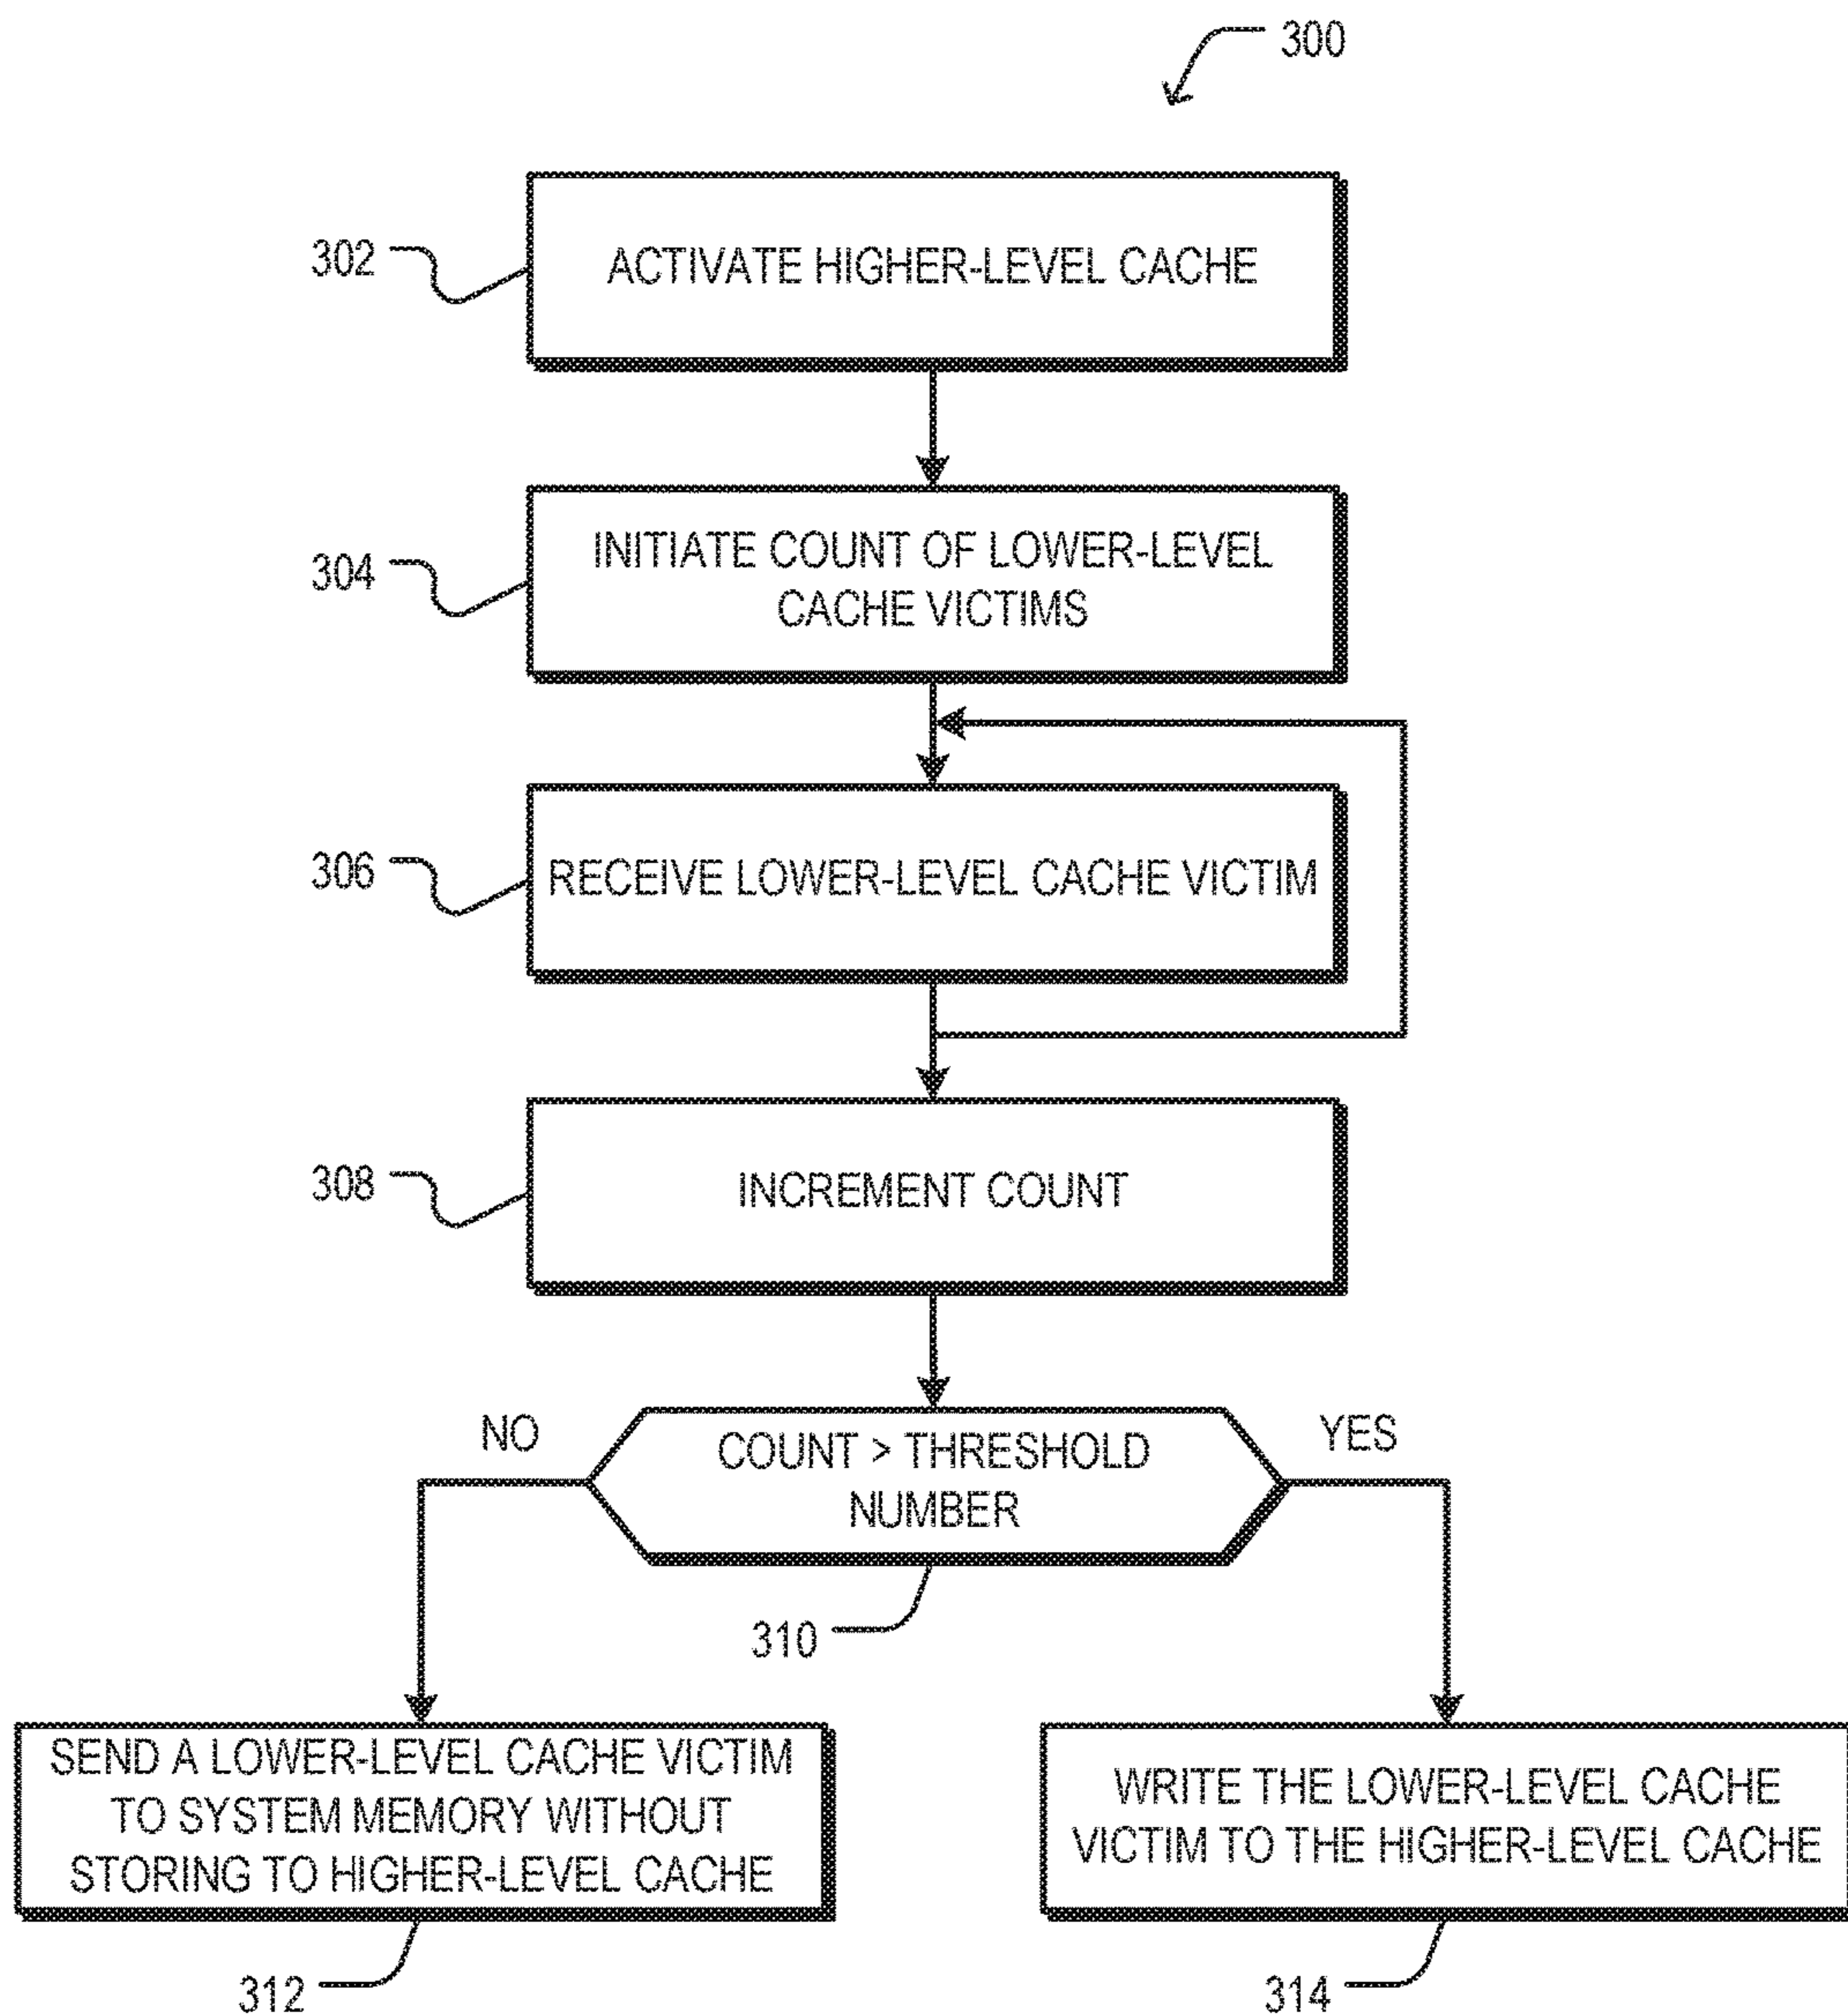 300
302
ACTIVATE HIGHER-LEVEL CACHE
304
INITIATE COUNT OF LOWER-LEVEL
CACHE VICTIMS
306
RECEIVE LOWER-LEVEL CACHE VICTIM
308
INCREMENT COUNT
NO
COUNT > THRESHOLD
NUMBER
YES
310
SEND A LOWER-LEVEL CACHE VICTIM
TO SYSTEM MEMORY WITHOUT
STORING TO HIGHER-LEVEL CACHE
WRITE THE LOWER-LEVEL CACHE
VICTIM TO THE HIGHER-LEVEL CACHE
312
314